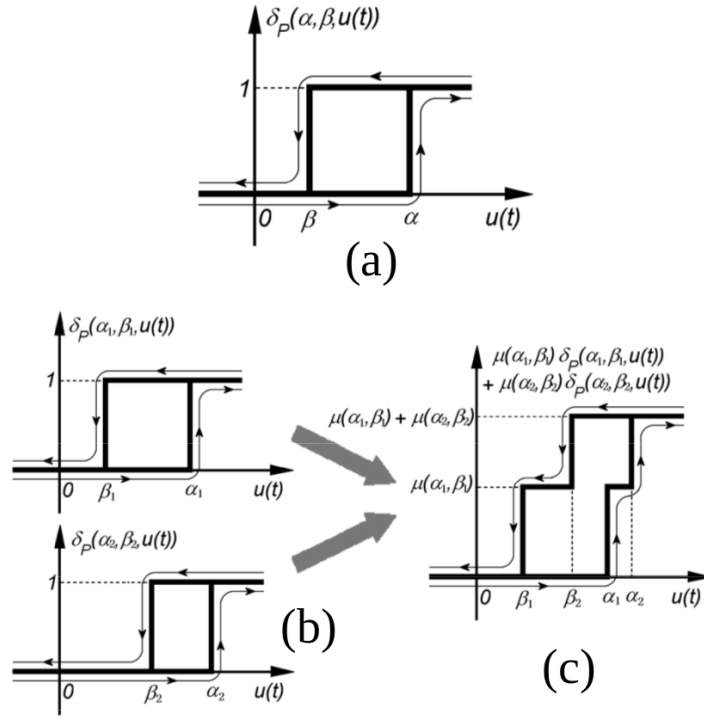 δₚ(α,β,u(t))
1
0 β α u(t)
(a)
δₚ(α₁,β₁,u(t))
1
0 β₁ α₁ u(t)
δₚ(α₂,β₂,u(t))
1
0 β₂ α₂ u(t)
(b)
μ(α₁,β₁) δₚ(α₁,β₁,u(t))
+ μ(α₂,β₂) δₚ(α₂,β₂,u(t))
μ(α₁,β₁) + μ(α₂,β₂)
μ(α₁,β₁)
0 β₁ β₂ α₁ α₂ u(t)
(c)